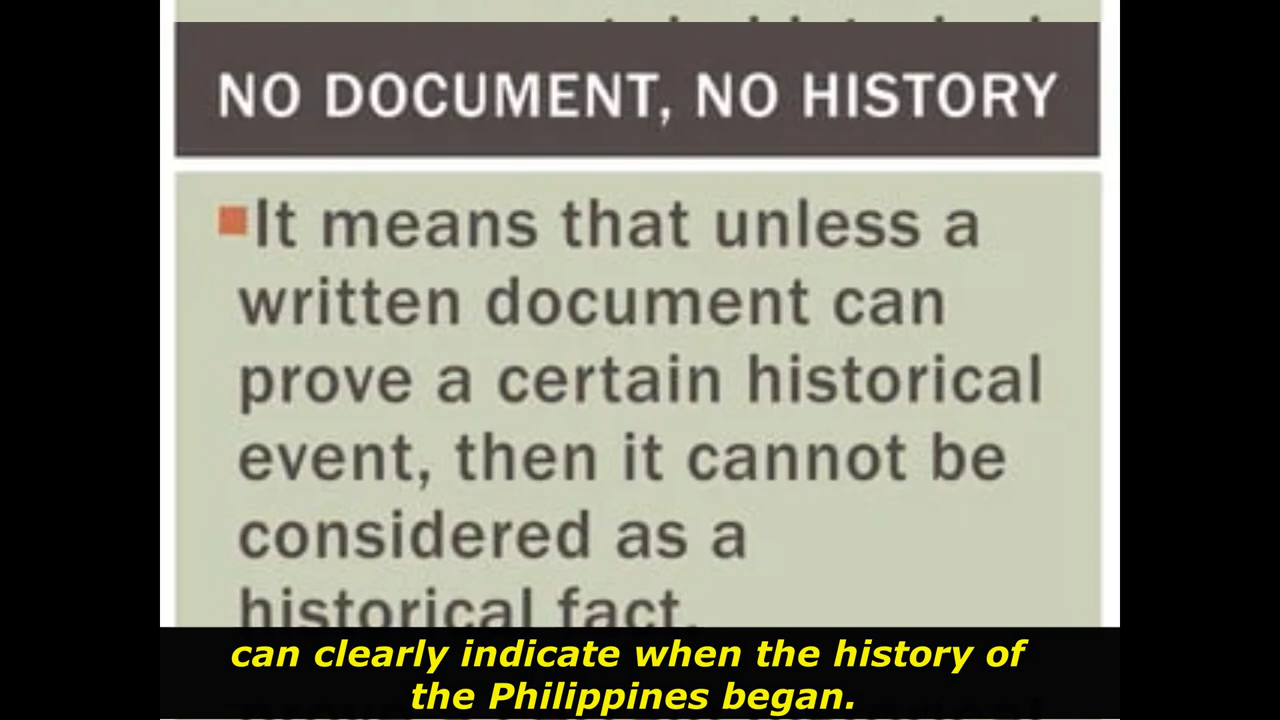 NO DOCUMENT, NO HISTORY
It means that unless a
written document can
prove a certain historical
event, then it cannot be
considered as a
historical fact.
can clearly indicate when the history of
the Philippines began.